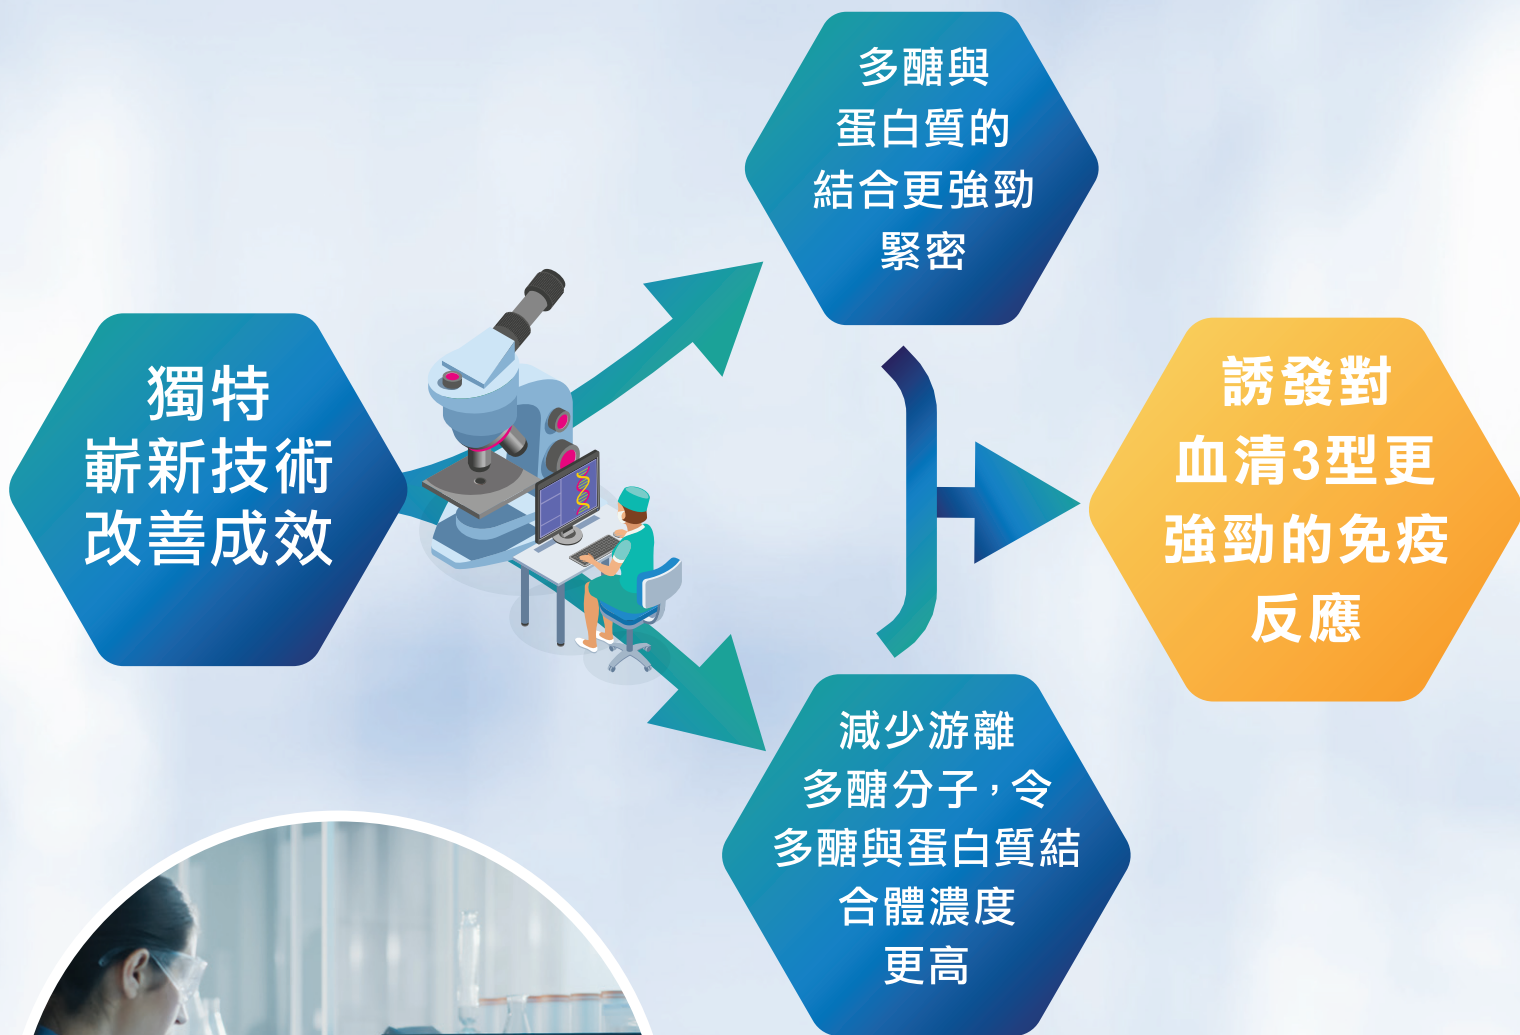 獨特
嶄新技術
改善成效
多醣與
蛋白質的
結合更強勁
緊密
減少游離
多醣分子，令
多醣與蛋白質結
合體濃度
更高
誘發對
血清3型更
強勁的免疫
反應